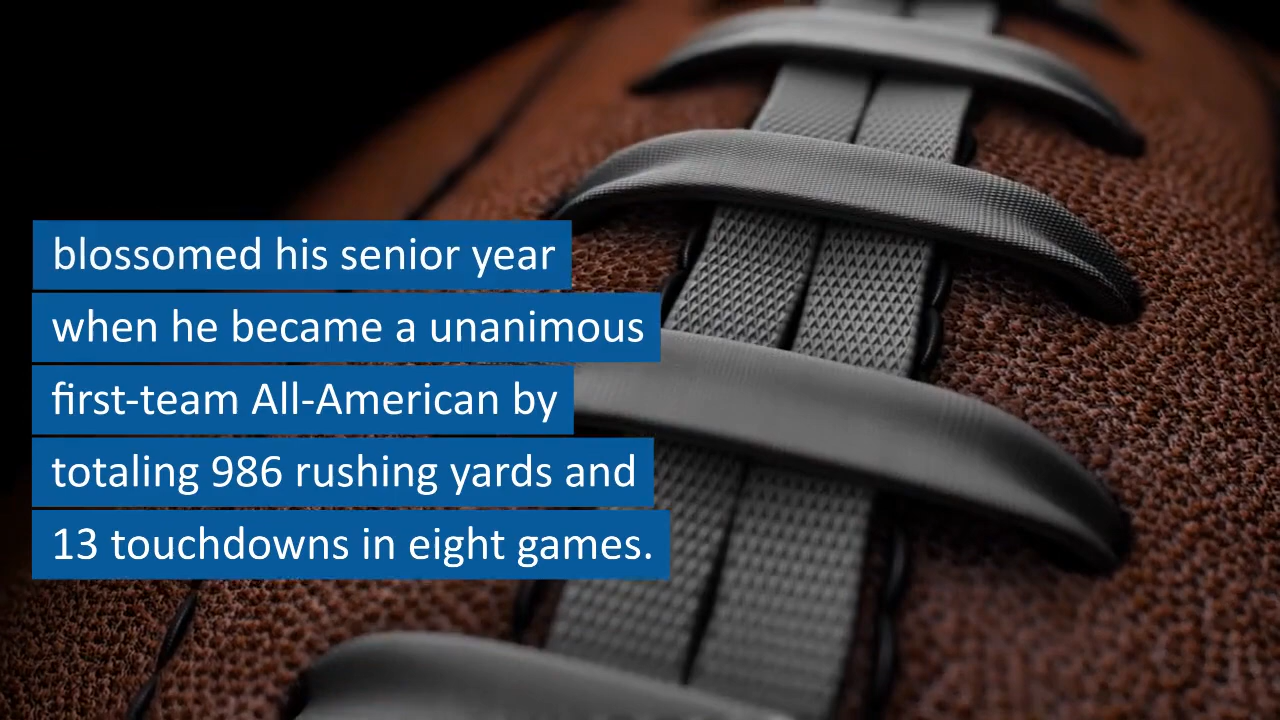 blossomed his senior year
when he became a unanimous
first-team All-American by
totaling 986 rushing yards and
13 touchdowns in eight games.